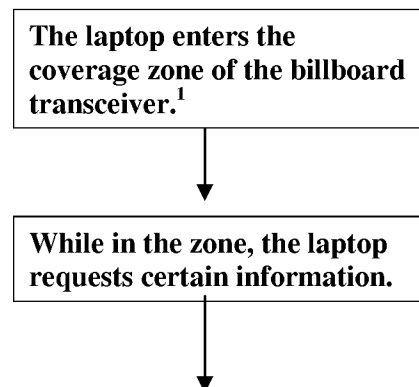 The laptop enters the
coverage zone of the billboard
transceiver.¹
While in the zone, the laptop
requests certain information.